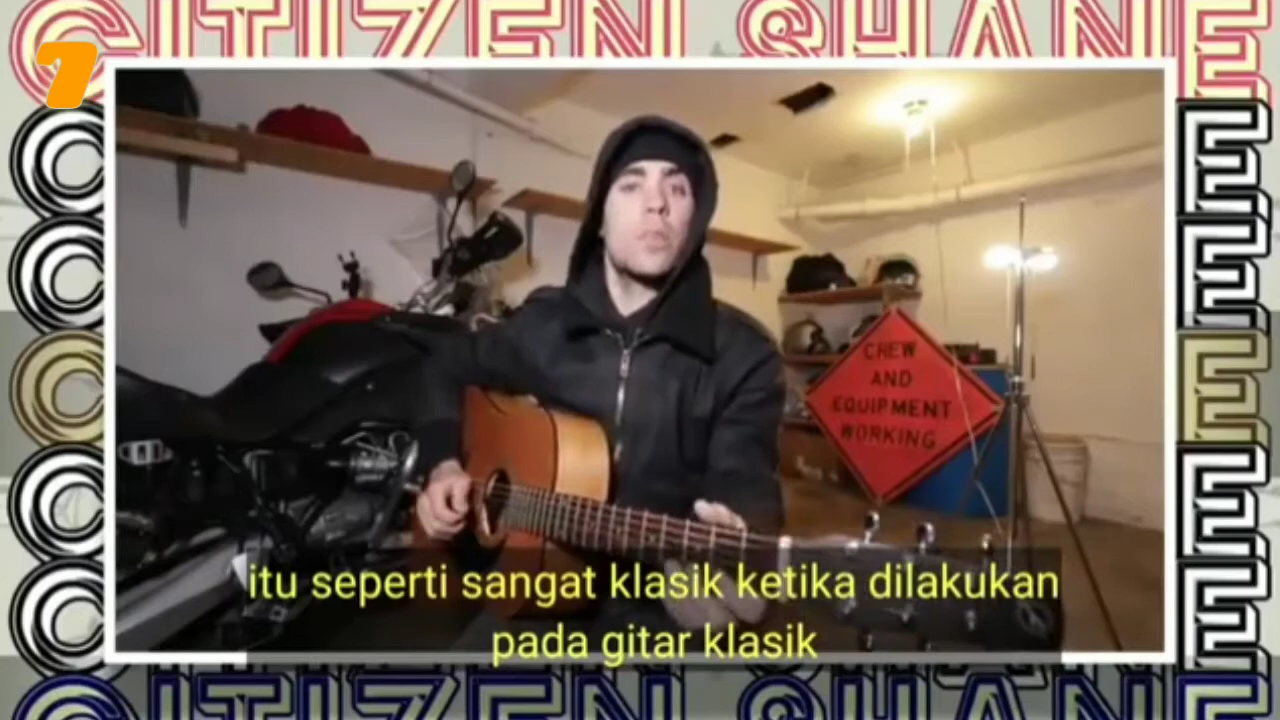 CITIZEN SHANE
7
CREW
AND
EQUIPMENT
WORKING
itu seperti sangat klasik ketika dilakukan
pada gitar klasik
CITIZEN SHANE